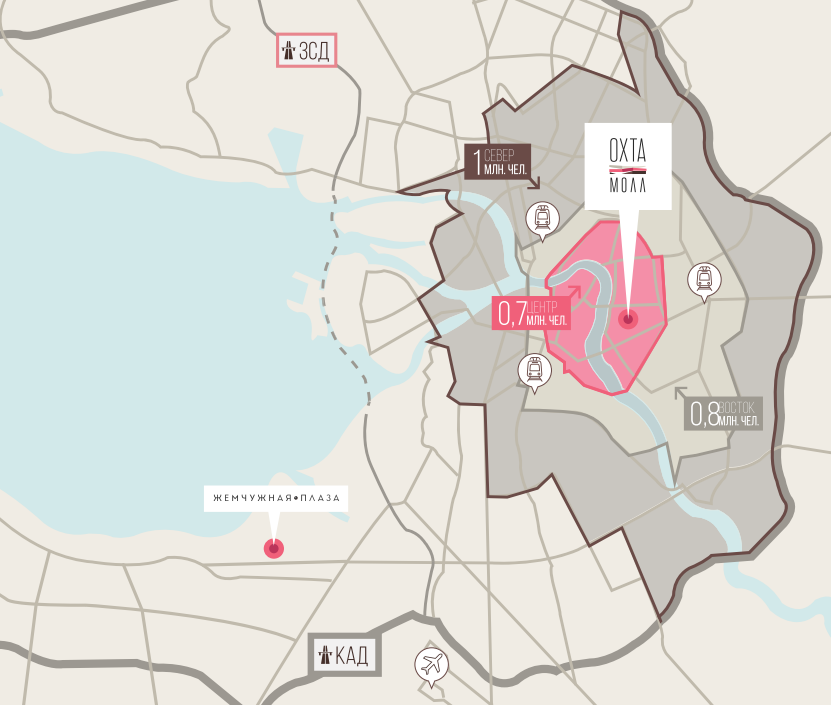 ЗСД
1 СЕВЕР
МЛН. ЧЕЛ.
ОХТА
МОЛЛ
0,7 ЦЕНТР
МЛН. ЧЕЛ.
0,8 ВОСТОК
МЛН. ЧЕЛ.
ЖЕМЧУЖНАЯ•ПЛАЗА
КАД